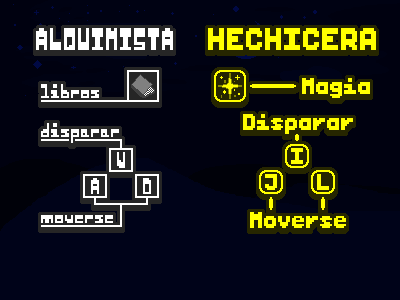 ALQUIMISTA
libros
disparar
W
A D
moverse
HECHICERA
Magia
Disparar
I
J L
Moverse